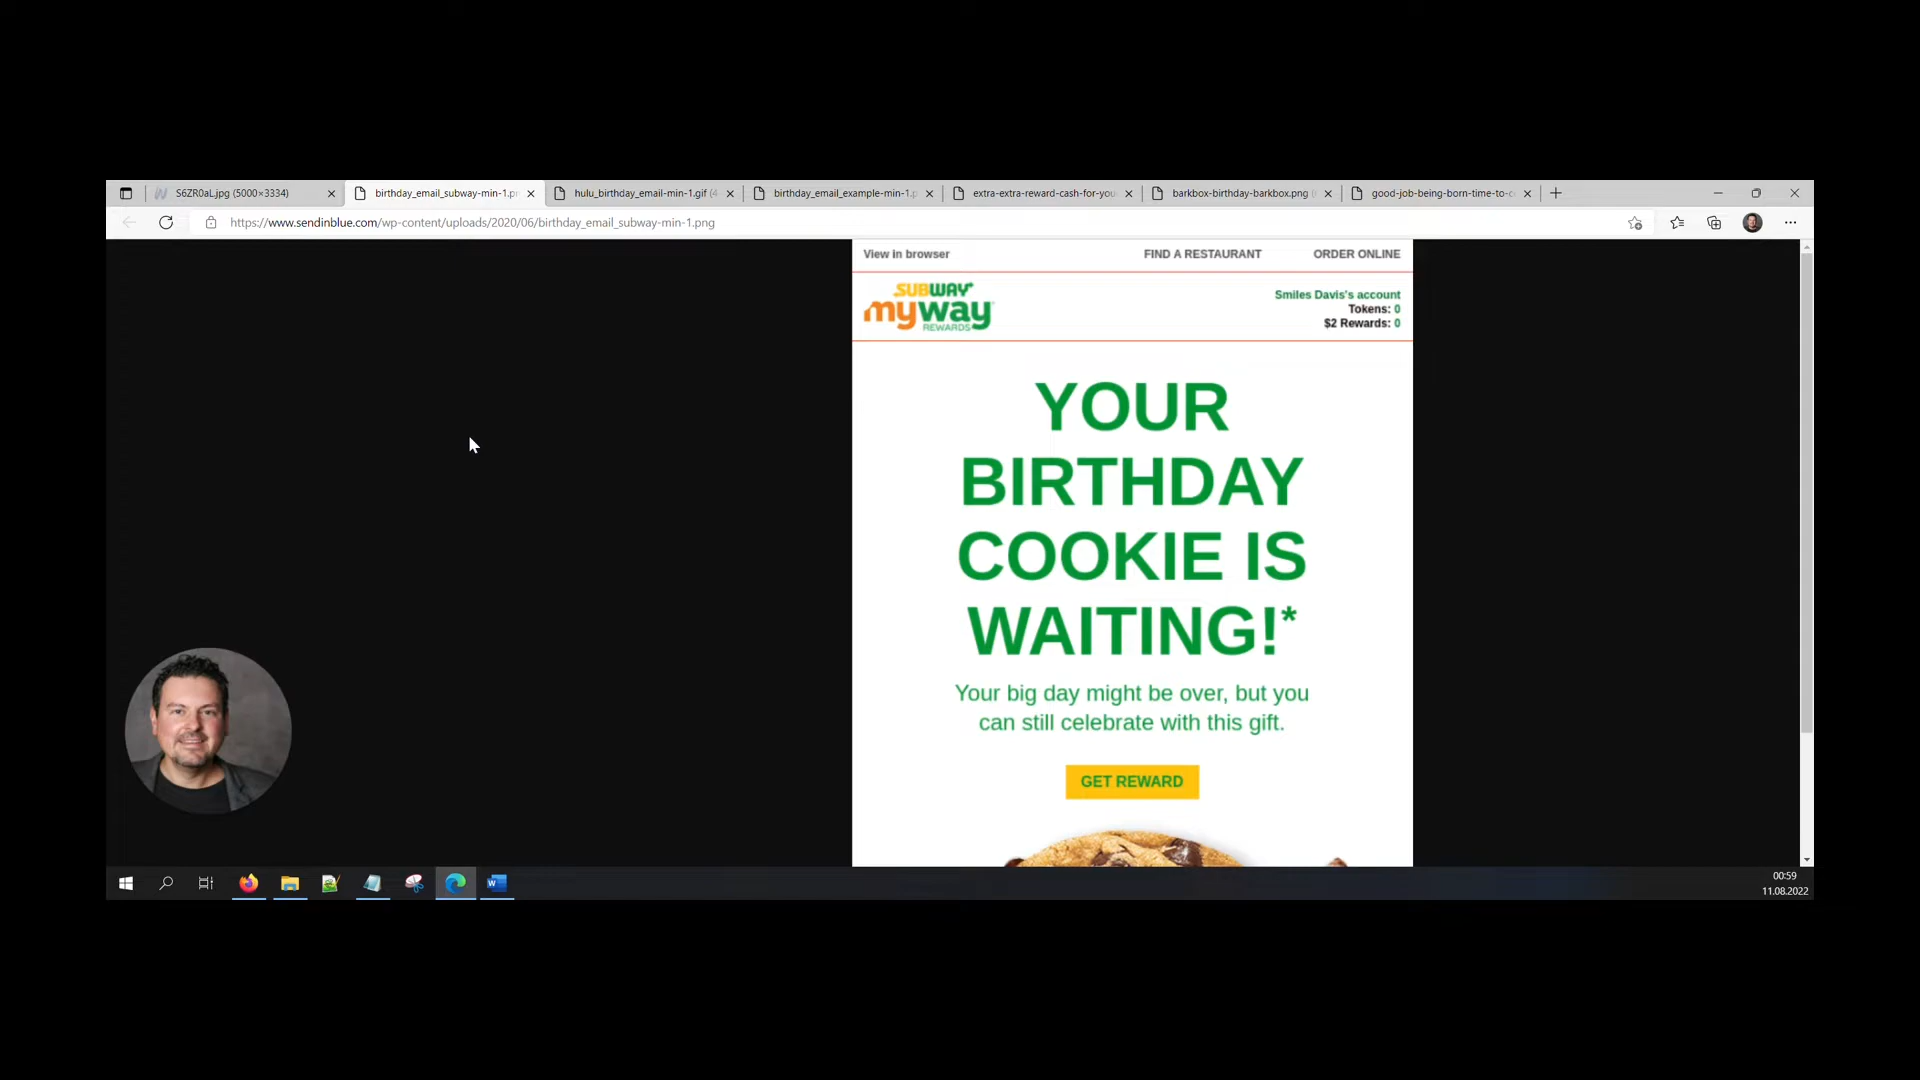 S6ZR0aL.jpg (5000×3334)
birthday_email_subway-min-1.p
hulu_birthday_email-min-1.gif (4
birthday_email_example-min-1.p
extra-extra-reward-cash-for-you
barkbox-birthday-barkbox.png
good-job-being-born-time-to-c
https://www.sendinblue.com/wp-content/uploads/2020/06/birthday_email_subway-min-1.png
View in browser
FIND A RESTAURANT
ORDER ONLINE
SUBWAY
myway
REWARDS
Smiles Davis's account
Tokens: 0
$2 Rewards: 0
YOUR
BIRTHDAY
COOKIE IS
WAITING!*
Your big day might be over, but you
can still celebrate with this gift.
GET REWARD
00:59
11.08.2022